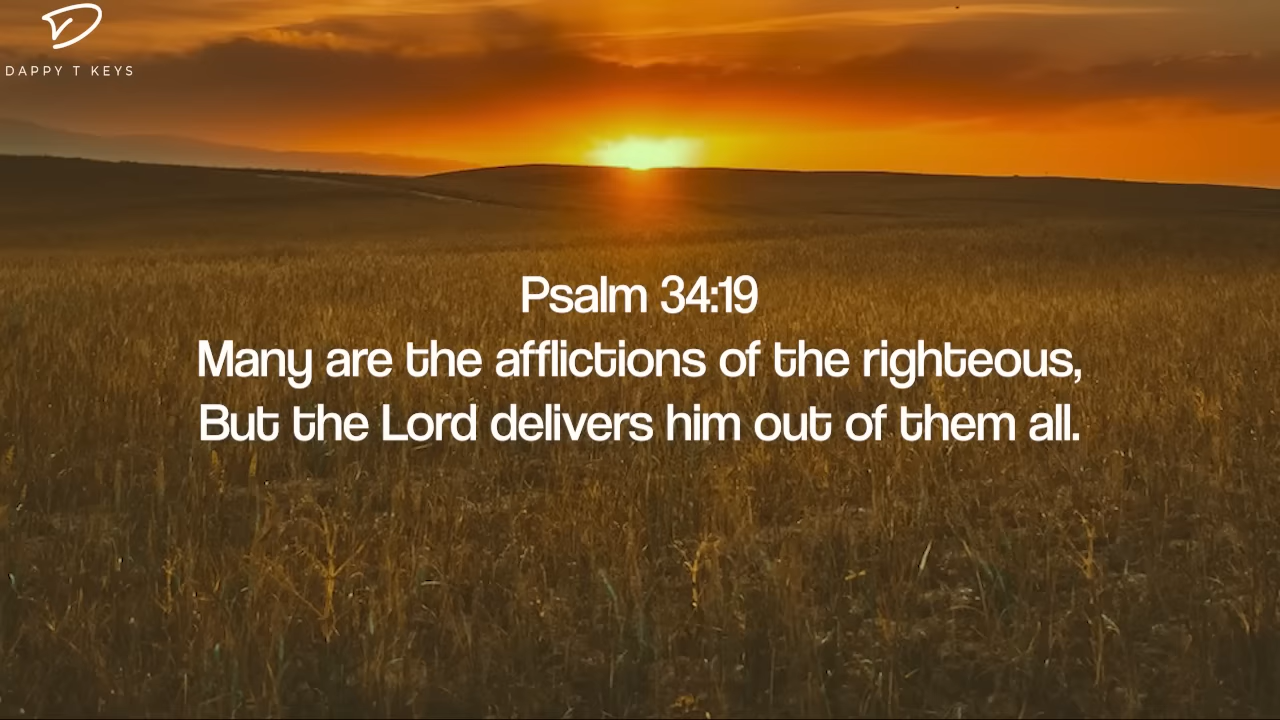 DAPPY T KEYS
Psalm 34:19
Many are the afflictions of the righteous,
But the Lord delivers him out of them all.